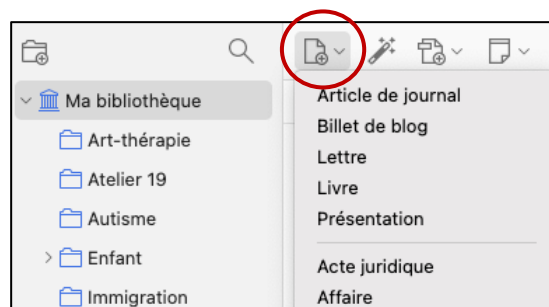 Ma bibliothèque
Art-thérapie
Atelier 19
Autisme
Enfant
Immigration
Article de journal
Billet de blog
Lettre
Livre
Présentation
Acte juridique
Affaire